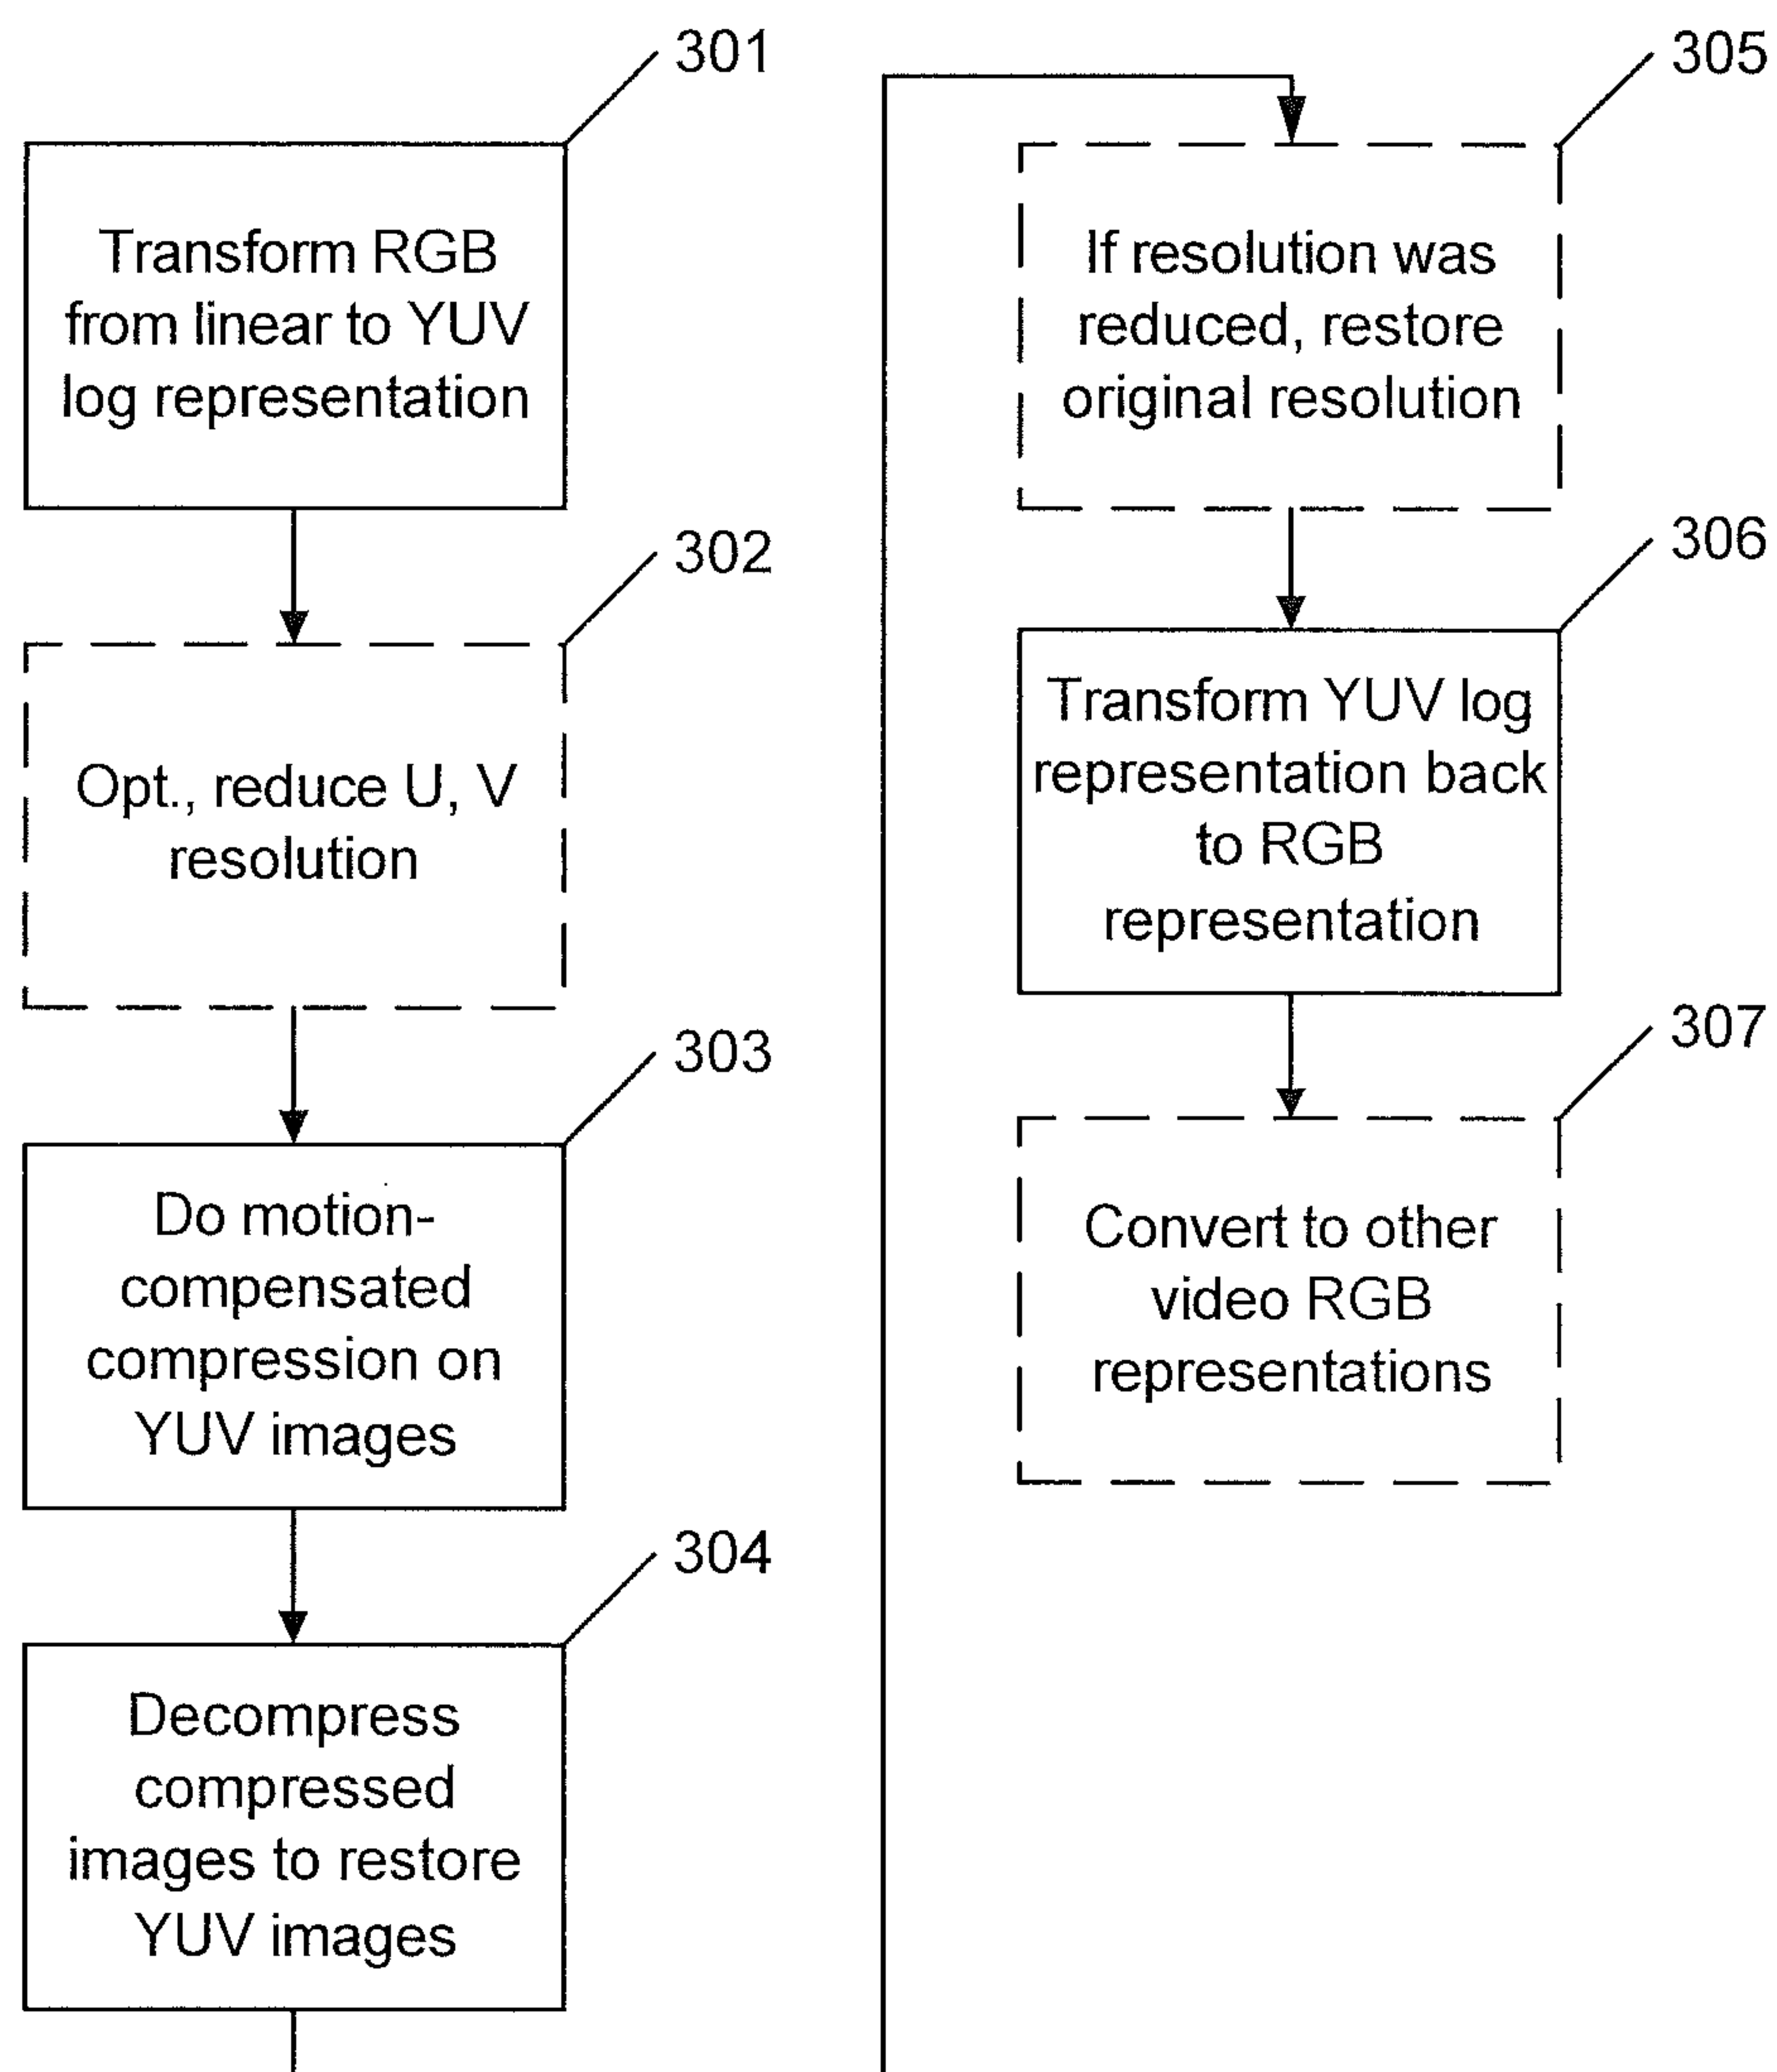 301
Transform RGB
from linear to YUV
log representation
302
Opt., reduce U, V
resolution
303
Do motion-
compensated
compression on
YUV images
304
Decompress
compressed
images to restore
YUV images
305
If resolution was
reduced, restore
original resolution
306
Transform YUV log
representation back
to RGB
representation
307
Convert to other
video RGB
representations